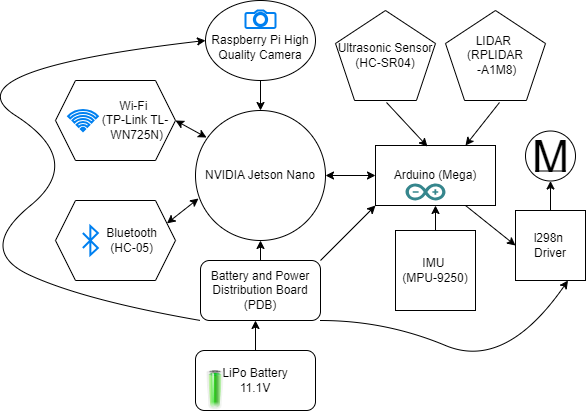 Raspberry Pi High
Quality Camera
Ultrasonic Sensor
(HC-SR04)
LIDAR
(RPLIDAR
-A1M8)
Wi-Fi
(TP-Link TL-
WN725N)
NVIDIA Jetson Nano
Arduino (Mega)
M
Bluetooth
(HC-05)
IMU
(MPU-9250)
l298n
Driver
Battery and Power
Distribution Board
(PDB)
LiPo Battery
11.1V